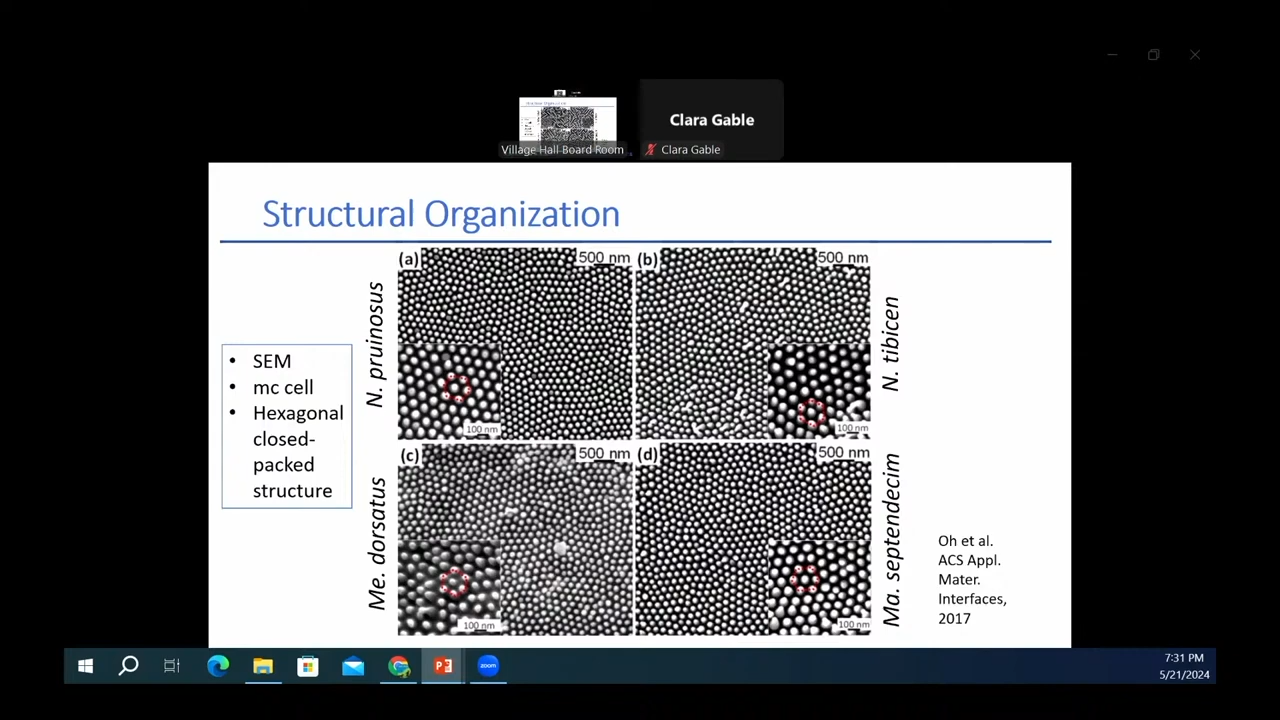 Clara Gable
Village Hall Board Room
Clara Gable
Structural Organization
• SEM
• mc cell
• Hexagonal
closed-
packed
structure
N. pruinosus
(a)
500 nm
100 nm
(b)
500 nm
100 nm
N. tibicen
Me. dorsatus
(c)
500 nm
100 nm
(d)
500 nm
100 nm
Ma. septendecim
Oh et al.
ACS Appl.
Mater.
Interfaces,
2017
zoom
7:31 PM
5/21/2024